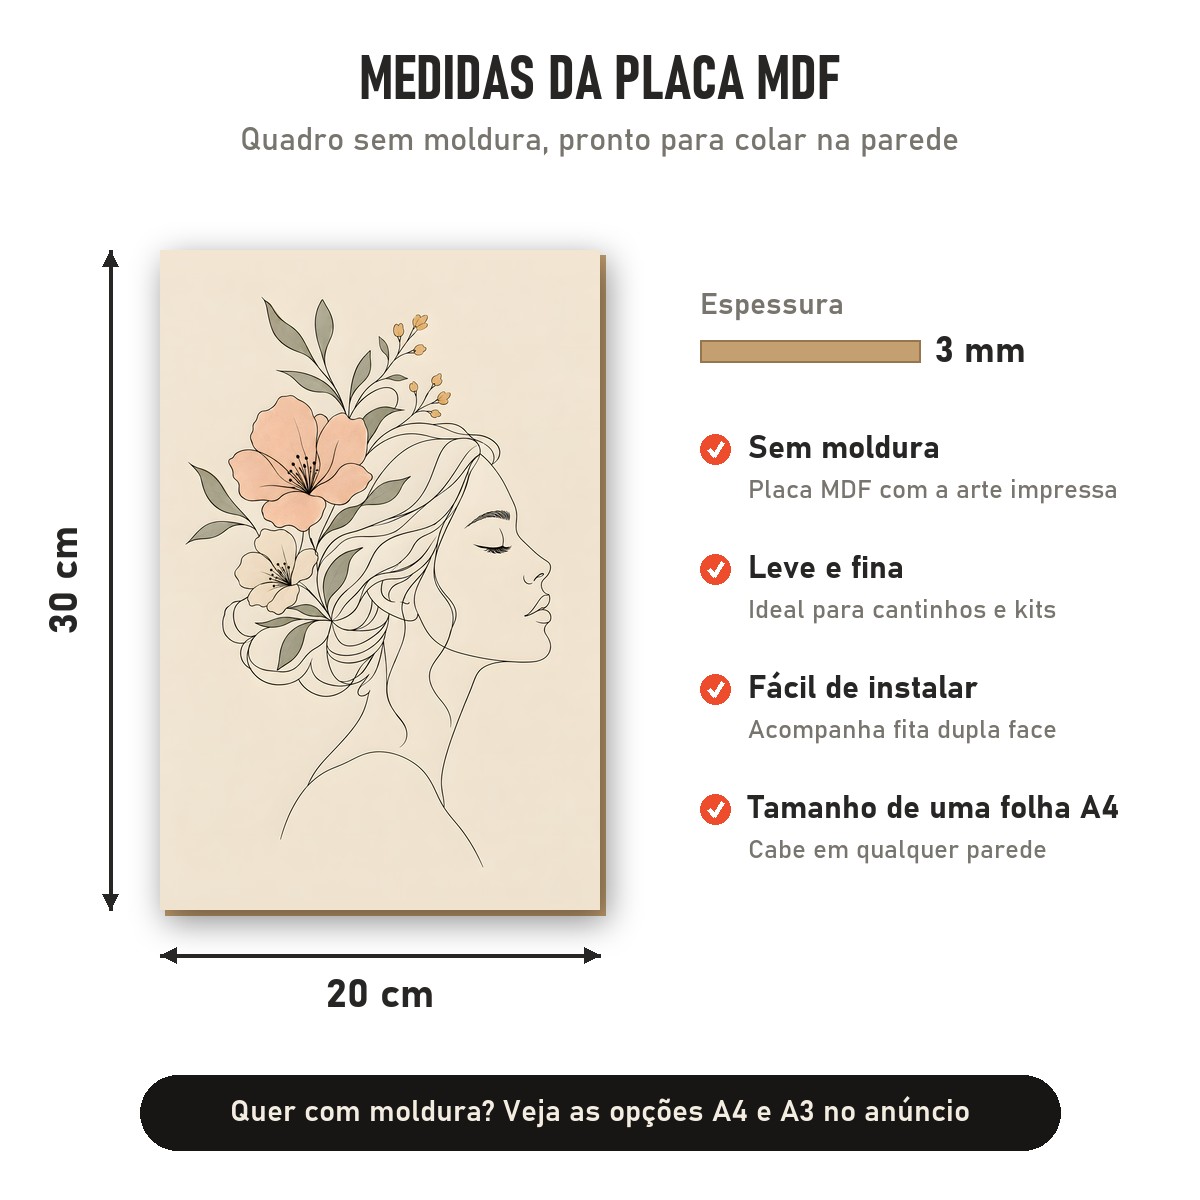 MEDIDAS DA PLACA MDF
Quadro sem moldura, pronto para colar na parede
Espessura
3 mm
Sem moldura
Placa MDF com a arte impressa
Leve e fina
Ideal para cantinhos e kits
Fácil de instalar
Acompanha fita dupla face
Tamanho de uma folha A4
Cabe em qualquer parede
30 cm
20 cm
Quer com moldura? Veja as opções A4 e A3 no anúncio